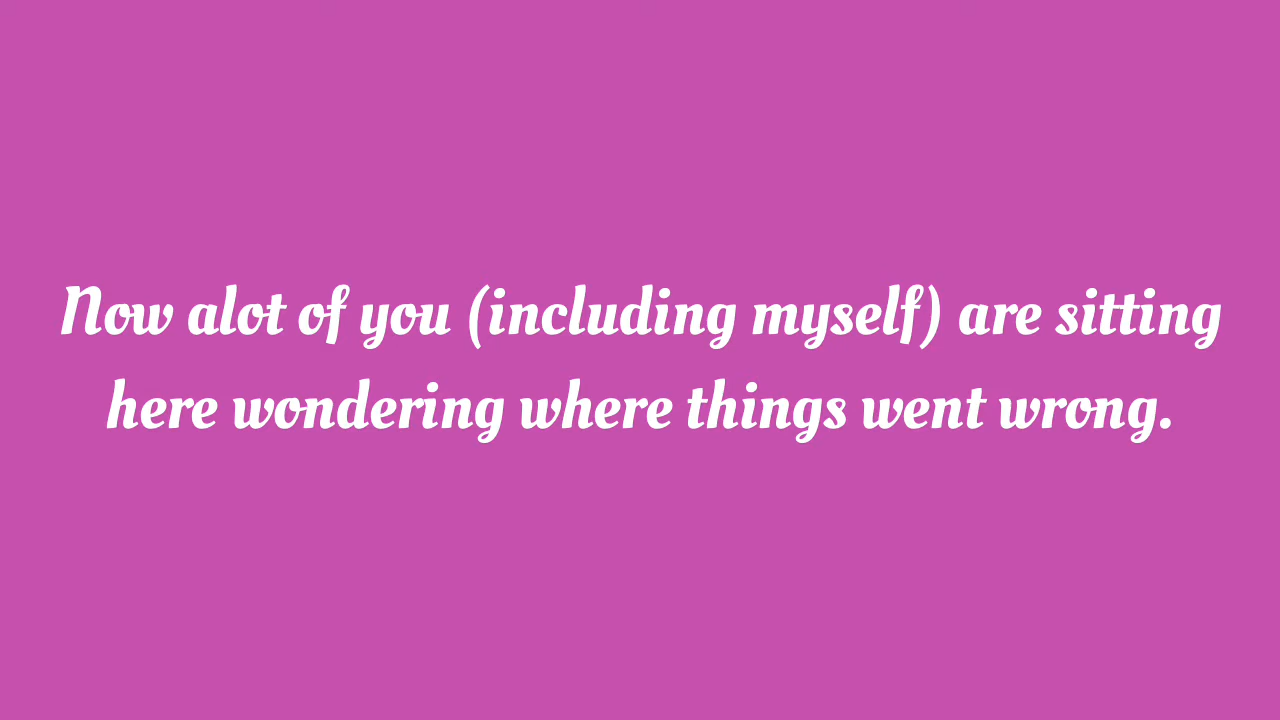 Now alot of you (including myself) are sitting
here wondering where things went wrong.